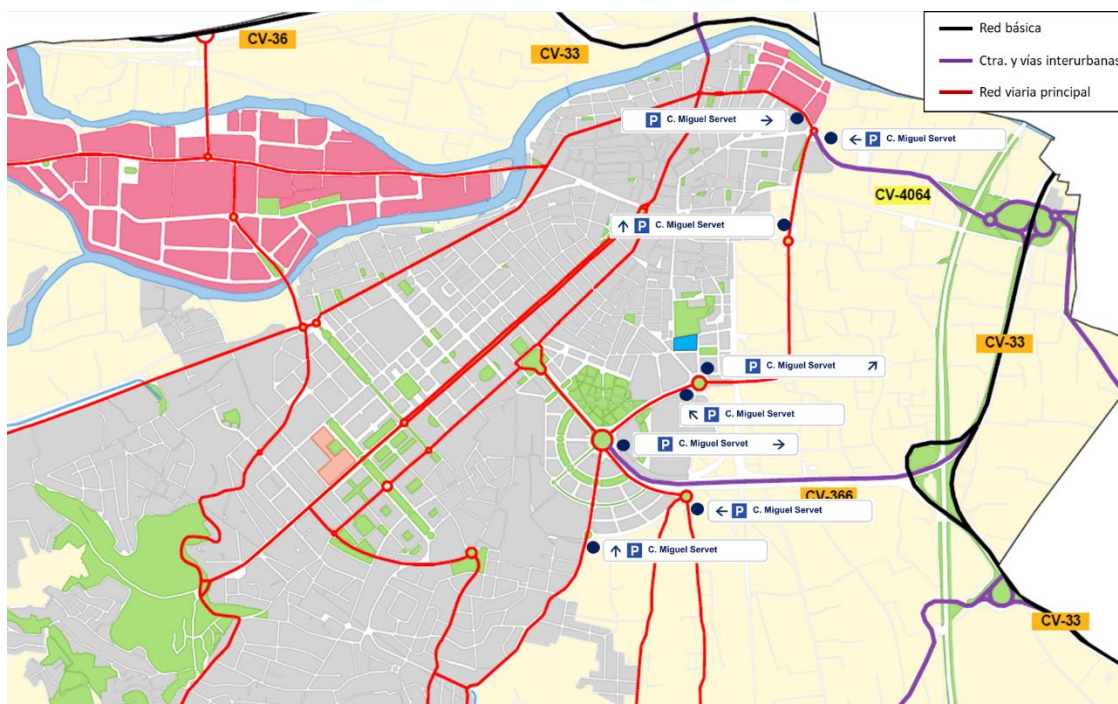 CV-36
CV-33
Red básica
Ctra. y vías interurbanas
Red viaria principal
P C. Miguel Servet →
← P C. Miguel Servet
CV-4064
↑ P C. Miguel Servet
CV-33
P C. Miguel Servet ↗
↖ P C. Miguel Servet
P C. Miguel Servet →
CV-366
← P C. Miguel Servet
↑ P C. Miguel Servet
CV-33